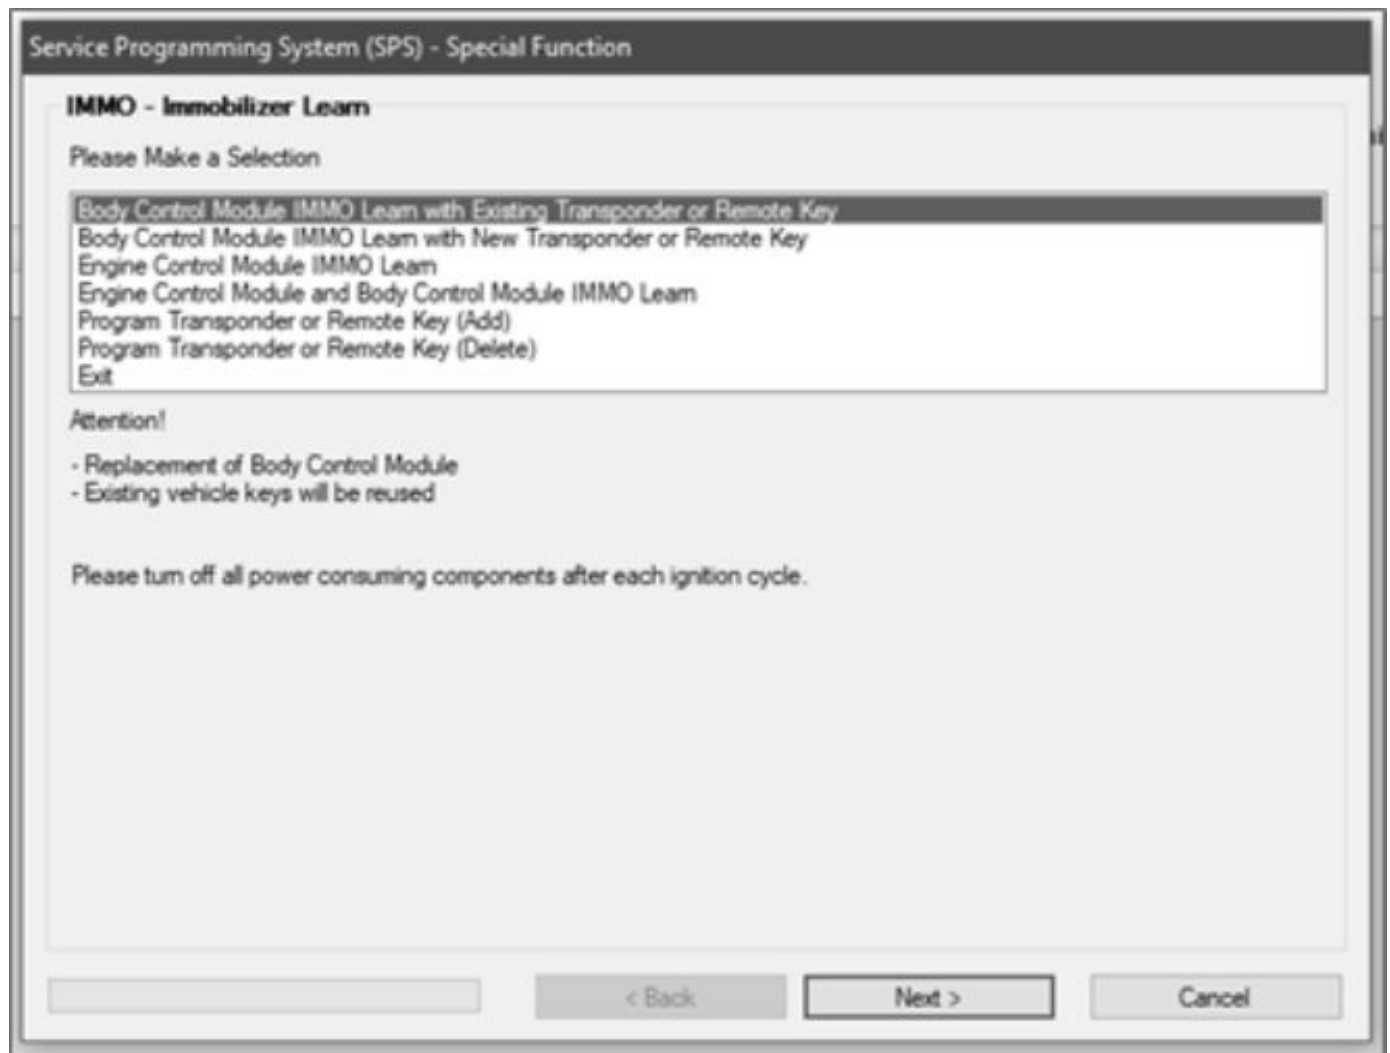 Service Programming System (SPS) - Special Function
IMMO - Immobilizer Learn
Please Make a Selection
Body Control Module IMMO Learn with Existing Transponder or Remote Key
Body Control Module IMMO Learn with New Transponder or Remote Key
Engine Control Module IMMO Learn
Engine Control Module and Body Control Module IMMO Learn
Program Transponder or Remote Key (Add)
Program Transponder or Remote Key (Delete)
Exit
Attention!
- Replacement of Body Control Module
- Existing vehicle keys will be reused
Please turn off all power consuming components after each ignition cycle.
< Back
Next >
Cancel